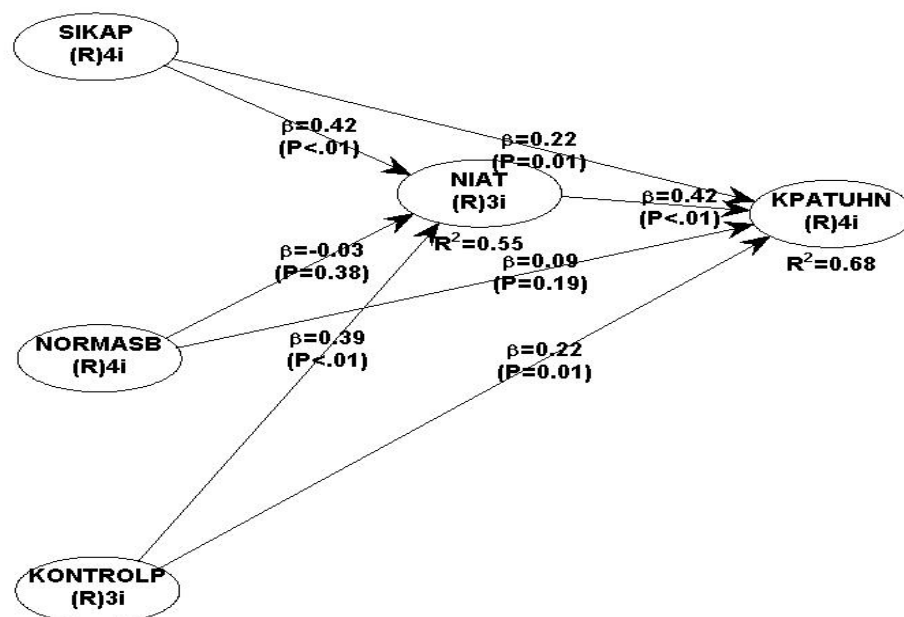 SIKAP
(R)4i
β=0.42
(P<.01)
β=0.22
(P=0.01)
NIAT
(R)3i
R²=0.55
β=0.42
(P<.01)
KPATUHN
(R)4i
R²=0.68
β=-0.03
(P=0.38)
β=0.09
(P=0.19)
NORMASB
(R)4i
β=0.39
(P<.01)
β=0.22
(P=0.01)
KONTROLP
(R)3i